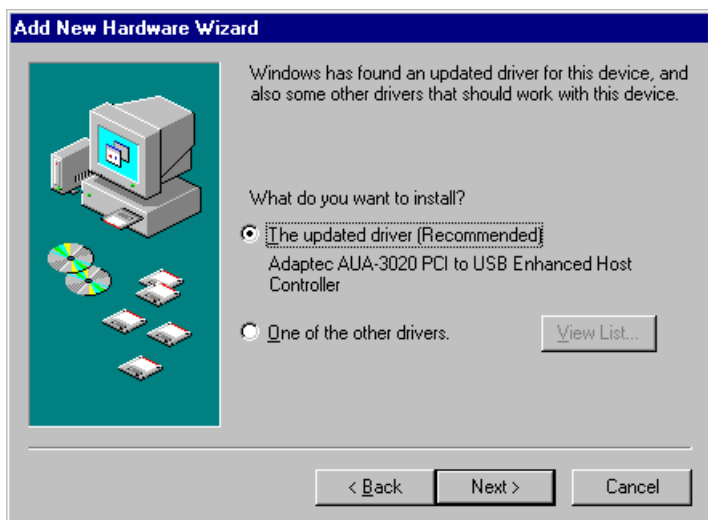 Add New Hardware Wizard
Windows has found an updated driver for this device, and
also some other drivers that should work with this device.
What do you want to install?
The updated driver (Recommended)
Adaptec AUA-3020 PCI to USB Enhanced Host
Controller
One of the other drivers.
View List...
< Back
Next >
Cancel